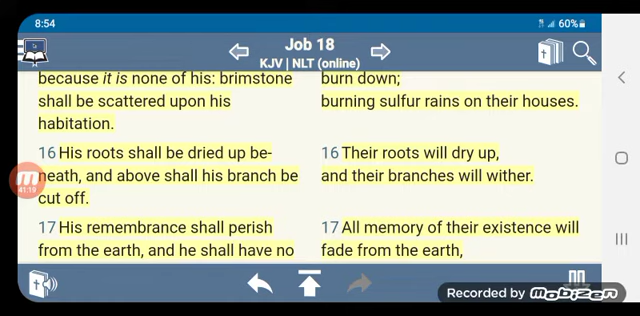 8:54
60%
Job 18
KJV | NLT (online)
because it is none of his: brimstone
shall be scattered upon his
habitation.
16 His roots shall be dried up be-
neath, and above shall his branch be
cut off.
17 His remembrance shall perish
from the earth, and he shall have no
burn down;
burning sulfur rains on their houses.
16 Their roots will dry up,
and their branches will wither.
17 All memory of their existence will
fade from the earth,
41:19
Recorded by Mobizen